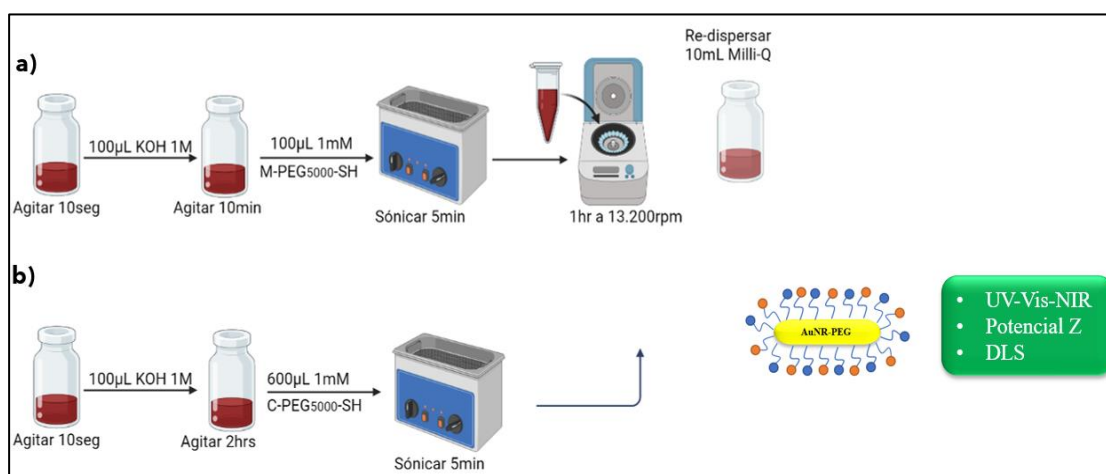 a)
Agitar 10seg
100µL KOH 1M
Agitar 10min
100µL 1mM
M-PEG5000-SH
Sónicar 5min
1hr a 13.200rpm
Re-dispersar
10mL Milli-Q
b)
Agitar 10seg
100µL KOH 1M
Agitar 2hrs
600µL 1mM
C-PEG5000-SH
Sónicar 5min
AuNR-PEG
• UV-Vis-NIR
• Potencial Z
• DLS